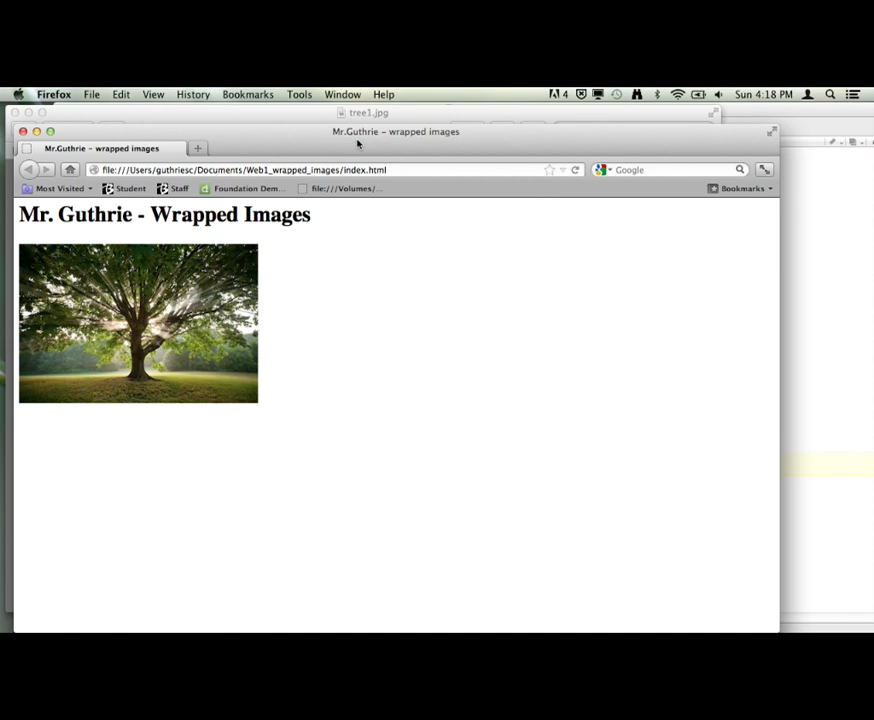 Firefox File Edit View History Bookmarks Tools Window Help 4 Sun 4:18 PM
tree1.jpg
Mr.Guthrie - wrapped images
Mr.Guthrie - wrapped images +
file:///Users/guthriesc/Documents/Web1_wrapped_images/index.html Google
Most Visited Student Staff Foundation Dem... file:///Volumes/... Bookmarks
Mr. Guthrie - Wrapped Images